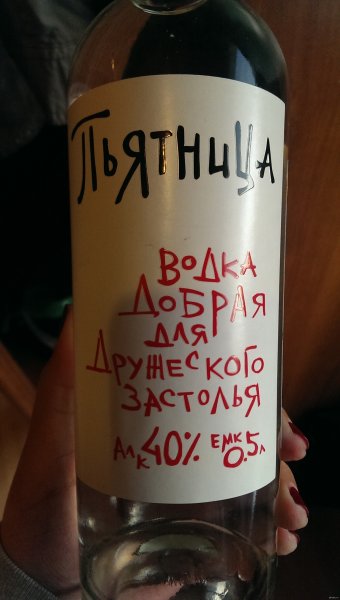 ПЬЯТНИЦА
ВОДКА
ДОБРАЯ
ДЛЯ
ДРУЖЕСКОГО
ЗАСТОЛЬЯ
АЛК 40% ЕМК 0.5л